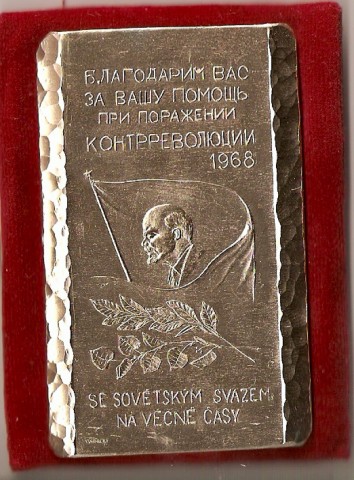 БЛАГОДАРИМ ВАС
ЗА ВАШУ ПОМОЩЬ
ПРИ ПОРАЖЕНИИ
КОНТРРЕВОЛЮЦИИ
1968
SE SOVĚTSKÝM SVAZEM
NA VĚČNÉ ČASY